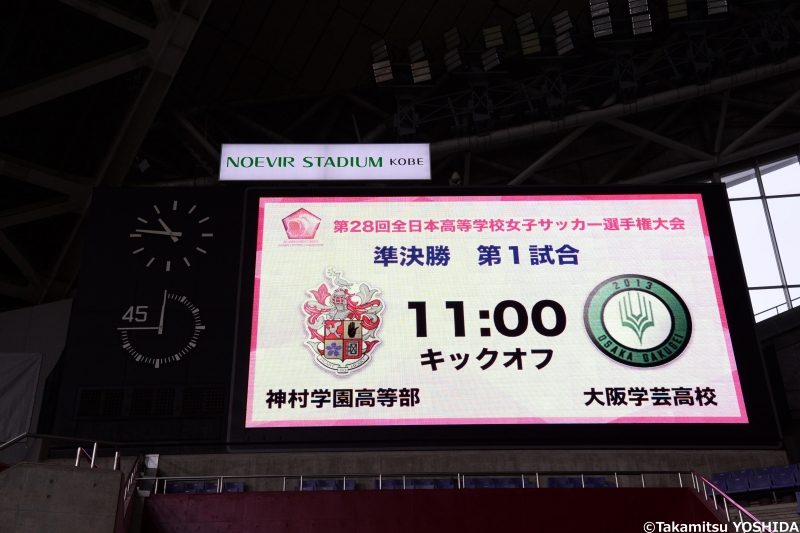 NOEVIR STADIUM KOBE
第28回全日本高等学校女子サッカー選手権大会
準決勝 第1試合
45
11:00
キックオフ
2013
OSAKA GAKUGEI
神村学園高等部
大阪学芸高校
©Takamitsu YOSHIDA